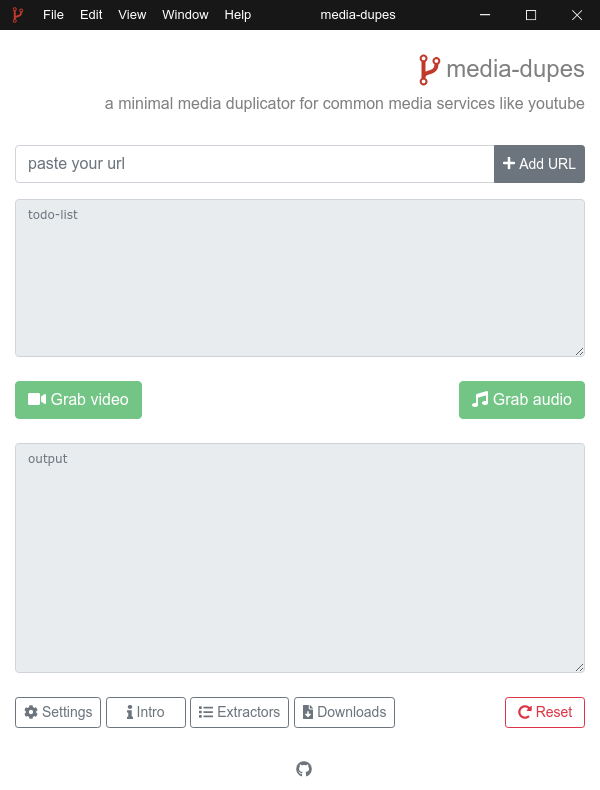 File Edit View Window Help media-dupes
media-dupes
a minimal media duplicator for common media services like youtube
paste your url Add URL
todo-list
Grab video Grab audio
output
Settings Intro Extractors Downloads Reset